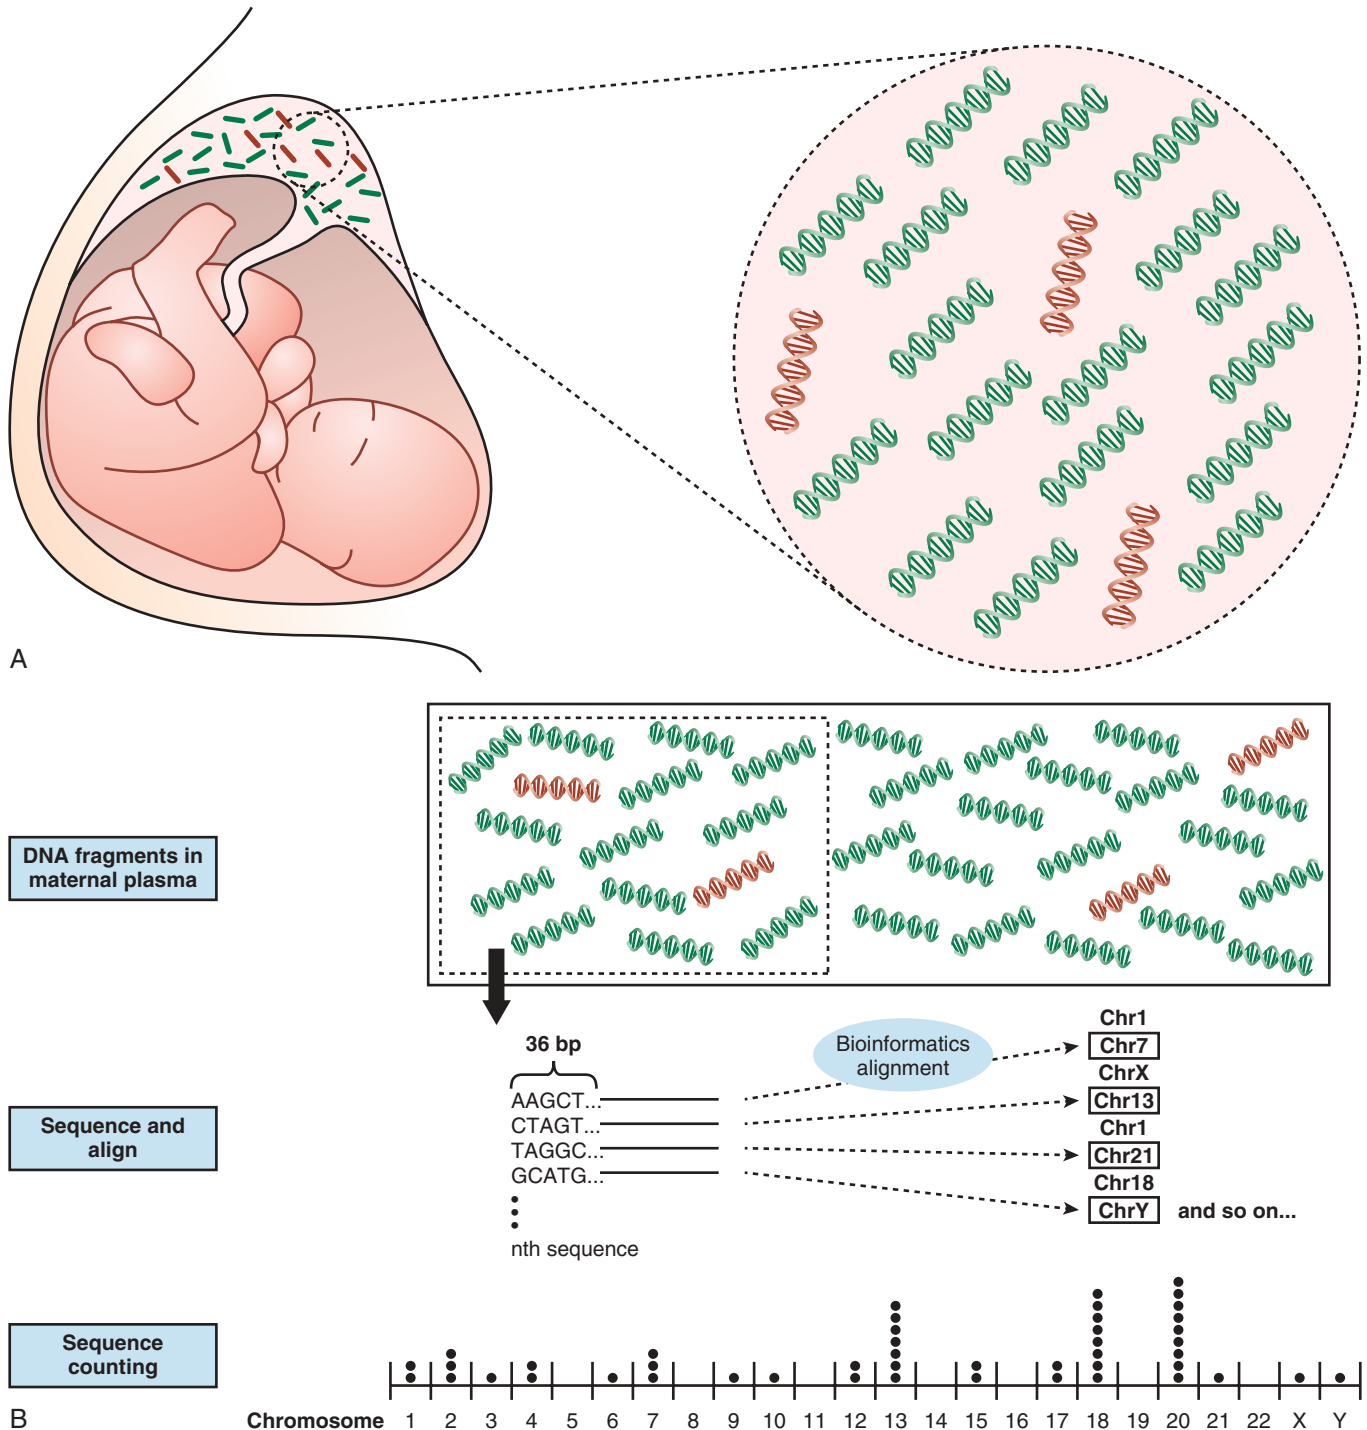 A
DNA fragments in
maternal plasma
36 bp
AAGCT...
CTAGT...
TAGGC...
GCATG...
nth sequence
Bioinformatics
alignment
Chr1
Chr7
ChrX
Chr13
Chr1
Chr21
Chr18
ChrY and so on...
Sequence and
align
Sequence
counting
B
Chromosome 1 2 3 4 5 6 7 8 9 10 11 12 13 14 15 16 17 18 19 20 21 22 X Y